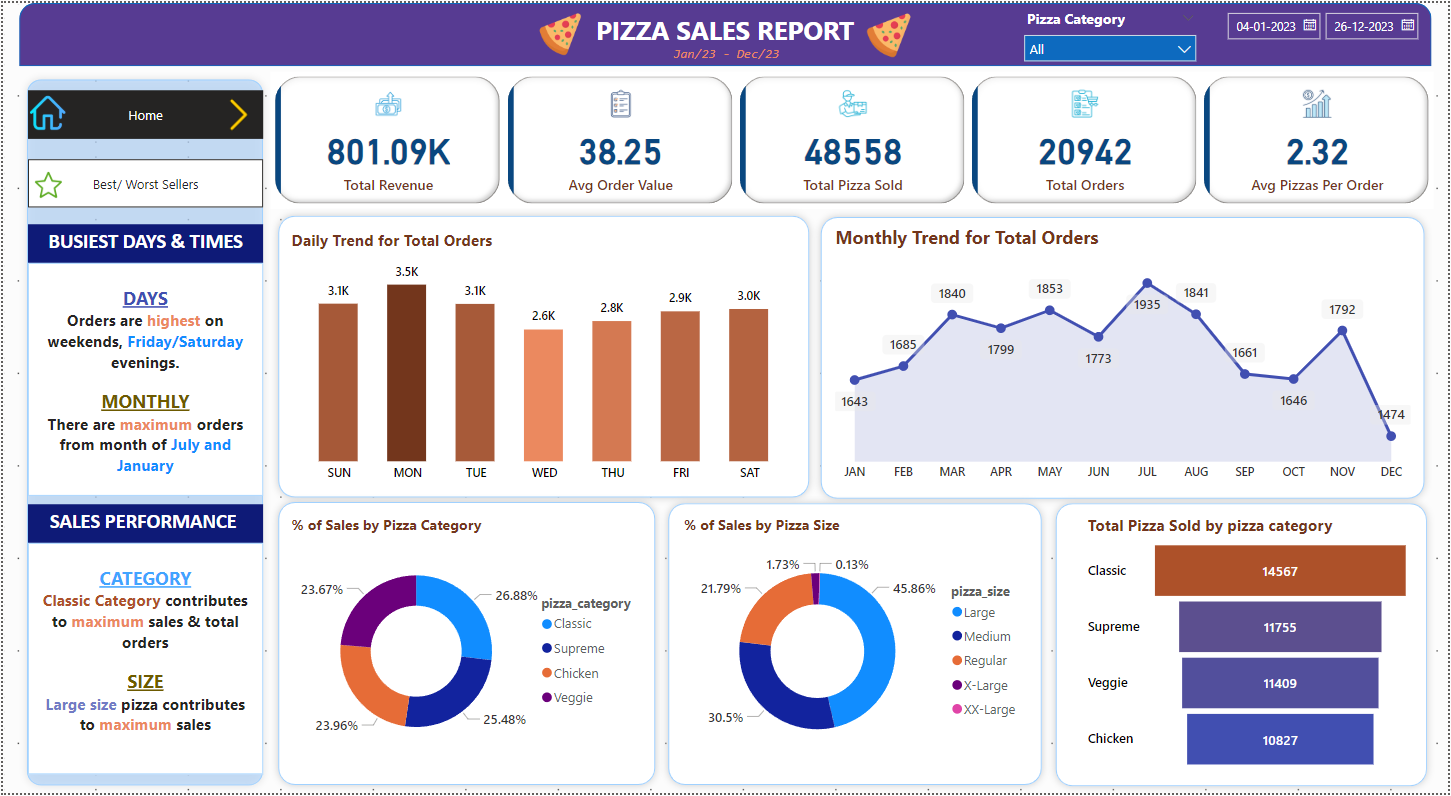 PIZZA SALES REPORT
Jan/23 - Dec/23
Pizza Category
All
04-01-2023
26-12-2023
Home
Best/ Worst Sellers
BUSIEST DAYS & TIMES
DAYS
Orders are highest on
weekends, Friday/Saturday
evenings.
MONTHLY
There are maximum orders
from month of July and
January
SALES PERFORMANCE
CATEGORY
Classic Category contributes
to maximum sales & total
orders
SIZE
Large size pizza contributes
to maximum sales
801.09K
Total Revenue
38.25
Avg Order Value
48558
Total Pizza Sold
20942
Total Orders
2.32
Avg Pizzas Per Order
Daily Trend for Total Orders
3.1K
3.5K
3.1K
2.6K
2.8K
2.9K
3.0K
SUN
MON
TUE
WED
THU
FRI
SAT
Monthly Trend for Total Orders
1643
1685
1840
1799
1853
1773
1935
1841
1661
1646
1792
1474
JAN
FEB
MAR
APR
MAY
JUN
JUL
AUG
SEP
OCT
NOV
DEC
% of Sales by Pizza Category
23.67%
26.88%
23.96%
25.48%
pizza_category
Classic
Supreme
Chicken
Veggie
% of Sales by Pizza Size
1.73%
0.13%
21.79%
45.86%
30.5%
pizza_size
Large
Medium
Regular
X-Large
XX-Large
Total Pizza Sold by pizza category
Classic
14567
Supreme
11755
Veggie
11409
Chicken
10827